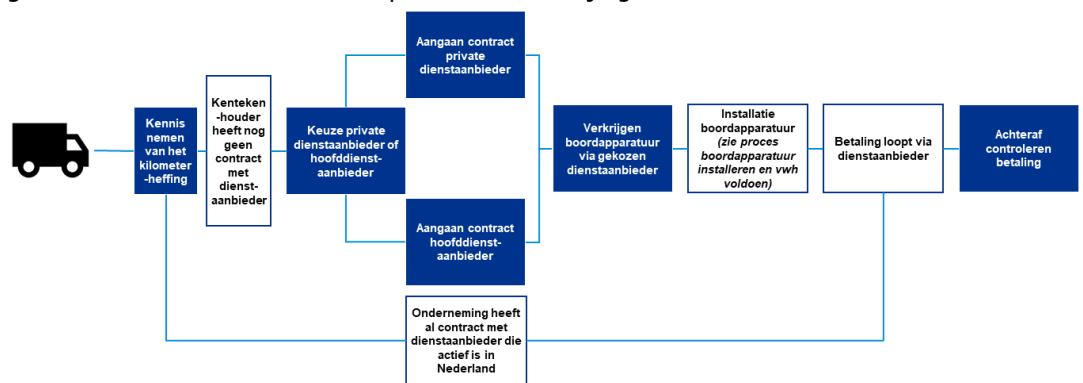 Kennis
nemen
van het
kilometer
-heffing
Kenteken
-houder
heeft nog
geen
contract
met
dienst-
aanbieder
Keuze private
dienstaanbieder of
hoofddienst-
aanbieder
Aangaan contract
private
dienstaanbieder
Aangaan contract
hoofddienst-
aanbieder
Verkrijgen
boordapparatuur
via gekozen
dienstaanbieder
Installatie
boordapparatuur
(zie proces
boordapparatuur
installeren en vwh
voldoen)
Betaling loopt via
dienstaanbieder
Achteraf
controleren
betaling
Onderneming heeft
al contract met
dienstaanbieder die
actief is in
Nederland